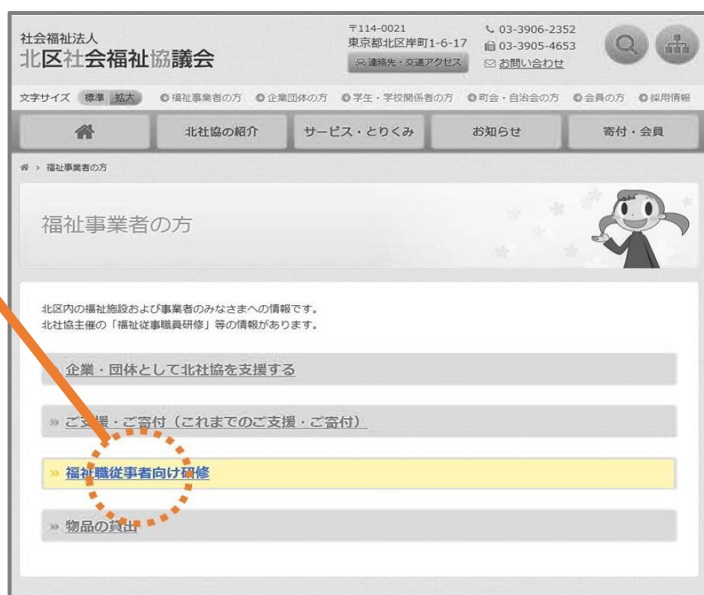 社会福祉法人
北区社会福祉協議会
〒114-0021
東京都北区岸町1-6-17
連絡先・交通アクセス
03-3906-2352
03-3905-4653
お問い合わせ
文字サイズ 標準 拡大 福祉事業者の方 企業団体の方 学生・学校関係者の方 町会・自治会の方 会員の方 採用情報
北社協の紹介 サービス・とりくみ お知らせ 寄付・会員
> 福祉事業者の方
福祉事業者の方
北区内の福祉施設および事業者のみなさまへの情報です。
北社協主催の「福祉従事職員研修」等の情報があります。
企業・団体として北社協を支援する
» ご支援・ご寄付（これまでのご支援・ご寄付）
» 福祉職従事者向け研修
» 物品の貸出